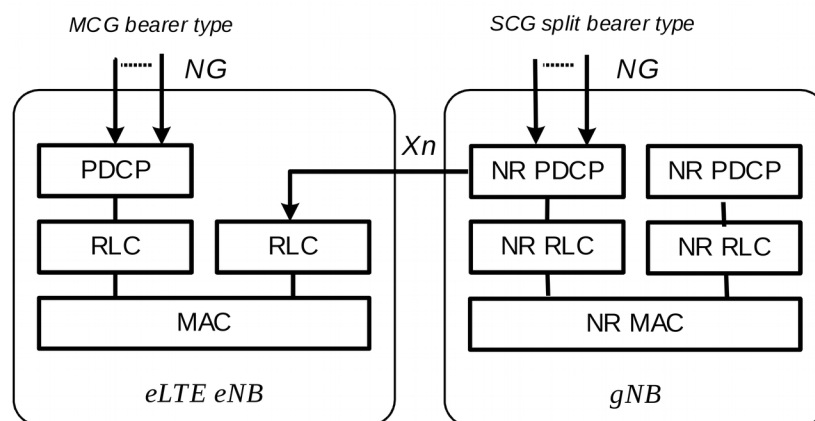 MCG bearer type
SCG split bearer type
NG
NG
Xn
PDCP
NR PDCP
NR PDCP
RLC
RLC
NR RLC
NR RLC
MAC
NR MAC
eLTE eNB
gNB